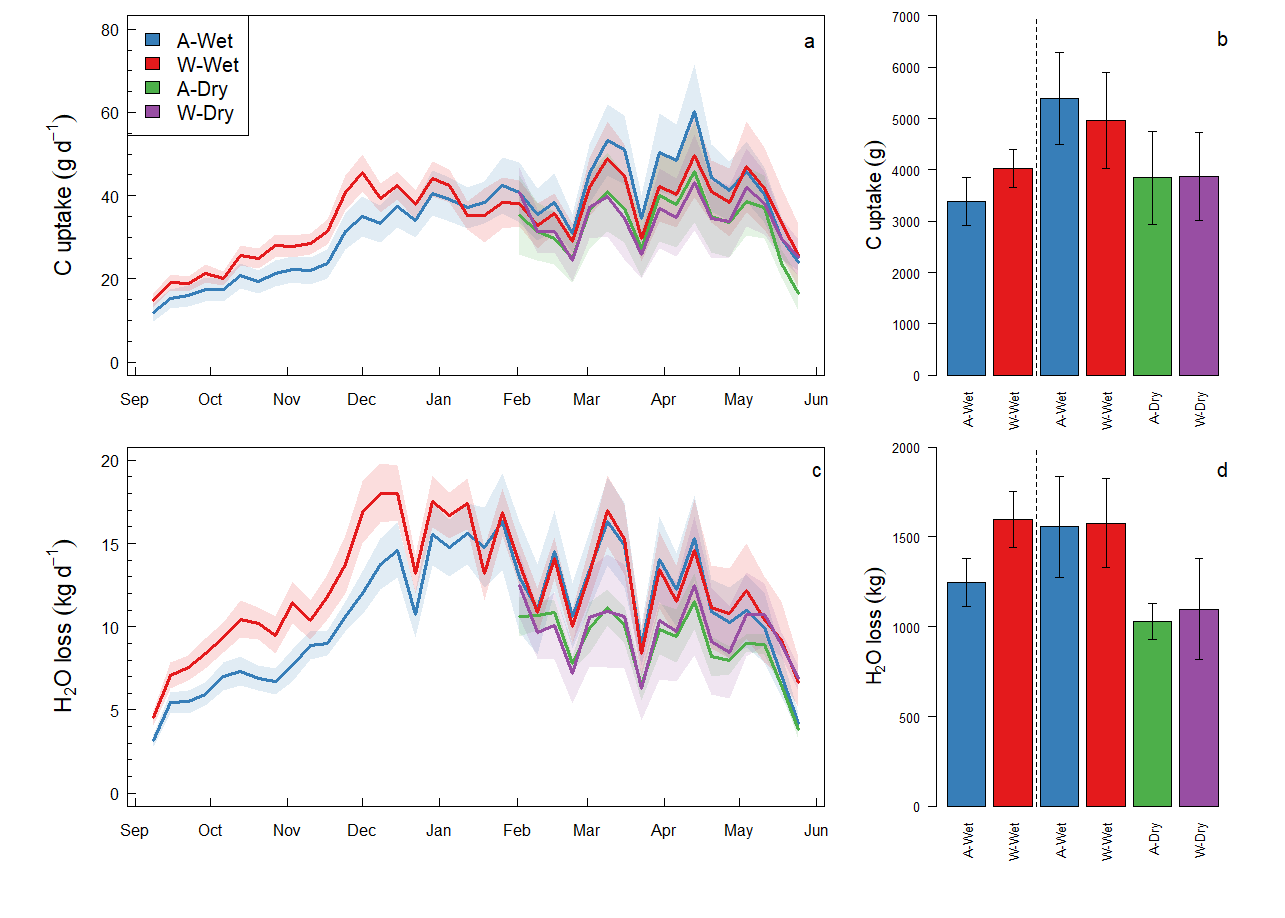 a
A-Wet
W-Wet
A-Dry
W-Dry
C uptake (g d⁻¹)
80
60
40
20
0
Sep Oct Nov Dec Jan Feb Mar Apr May Jun
b
C uptake (g)
7000
6000
5000
4000
3000
2000
1000
0
A-Wet W-Wet A-Wet W-Wet A-Dry W-Dry
c
H₂O loss (kg d⁻¹)
20
15
10
5
0
Sep Oct Nov Dec Jan Feb Mar Apr May Jun
d
H₂O loss (kg)
2000
1500
1000
500
0
A-Wet W-Wet A-Wet W-Wet A-Dry W-Dry